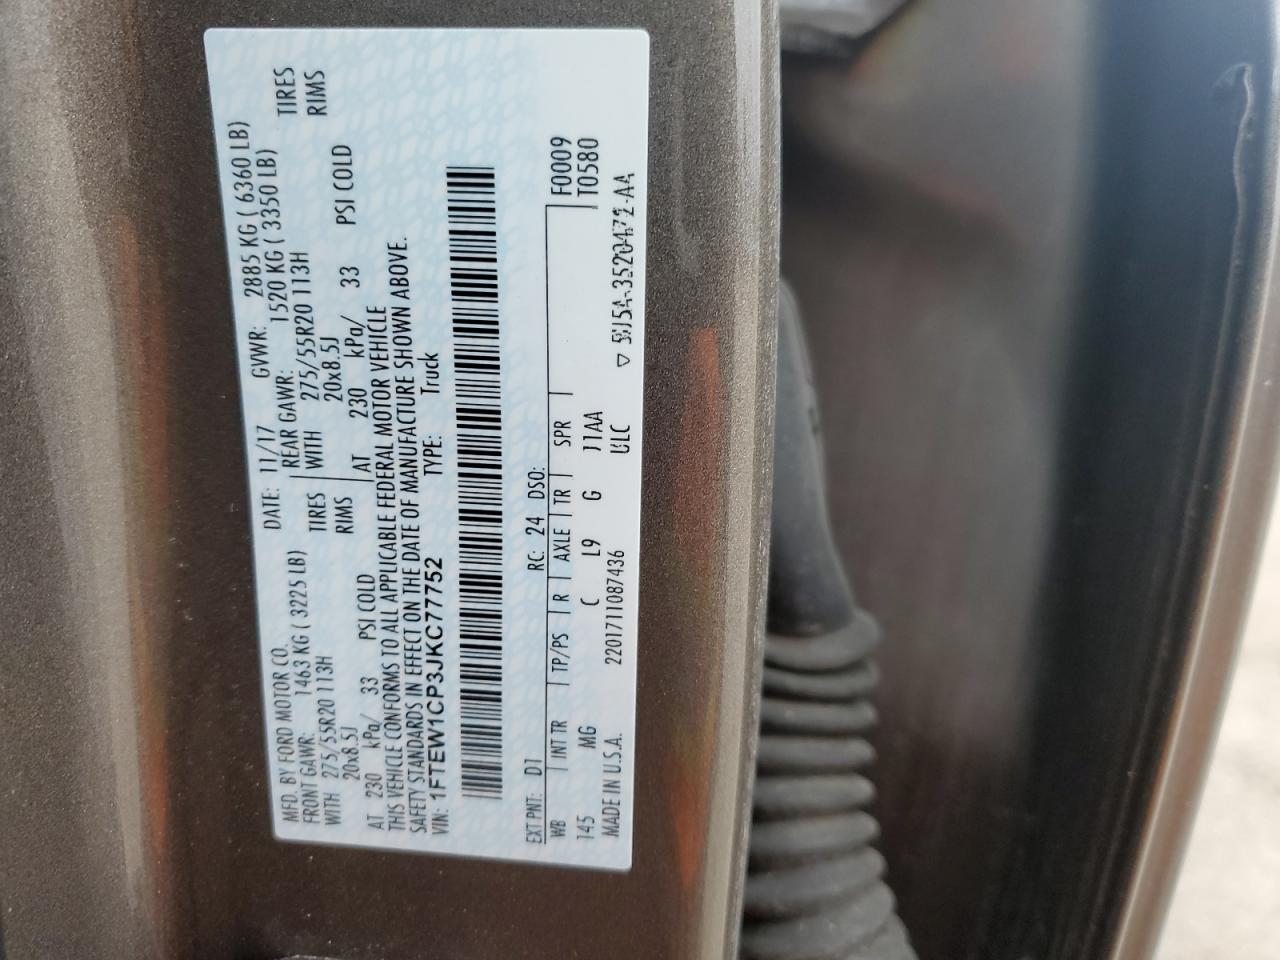 MFD. BY FORD MOTOR CO.
DATE: 11/17 GVWR: 2885 KG ( 6360 LB)
FRONT GAWR: 1463 KG ( 3225 LB) REAR GAWR: 1520 KG ( 3350 LB)
WITH 275/55R20 113H TIRES WITH 275/55R20 113H TIRES
20x8.5J RIMS 20x8.5J RIMS
AT 230 kPa/ 33 PSI COLD AT 230 kPa/ 33 PSI COLD
THIS VEHICLE CONFORMS TO ALL APPLICABLE FEDERAL MOTOR VEHICLE
SAFETY STANDARDS IN EFFECT ON THE DATE OF MANUFACTURE SHOWN ABOVE.
VIN: 1FTEW1CP3JKC77752 TYPE: Truck
EXT PNT: D1 RC: 24 DSO: F0009
WB INT TR TP/PS R AXLE TR SPR T0580
145 MG C L9 G J1AA
MADE IN U.S.A. 2201711087436 ULC